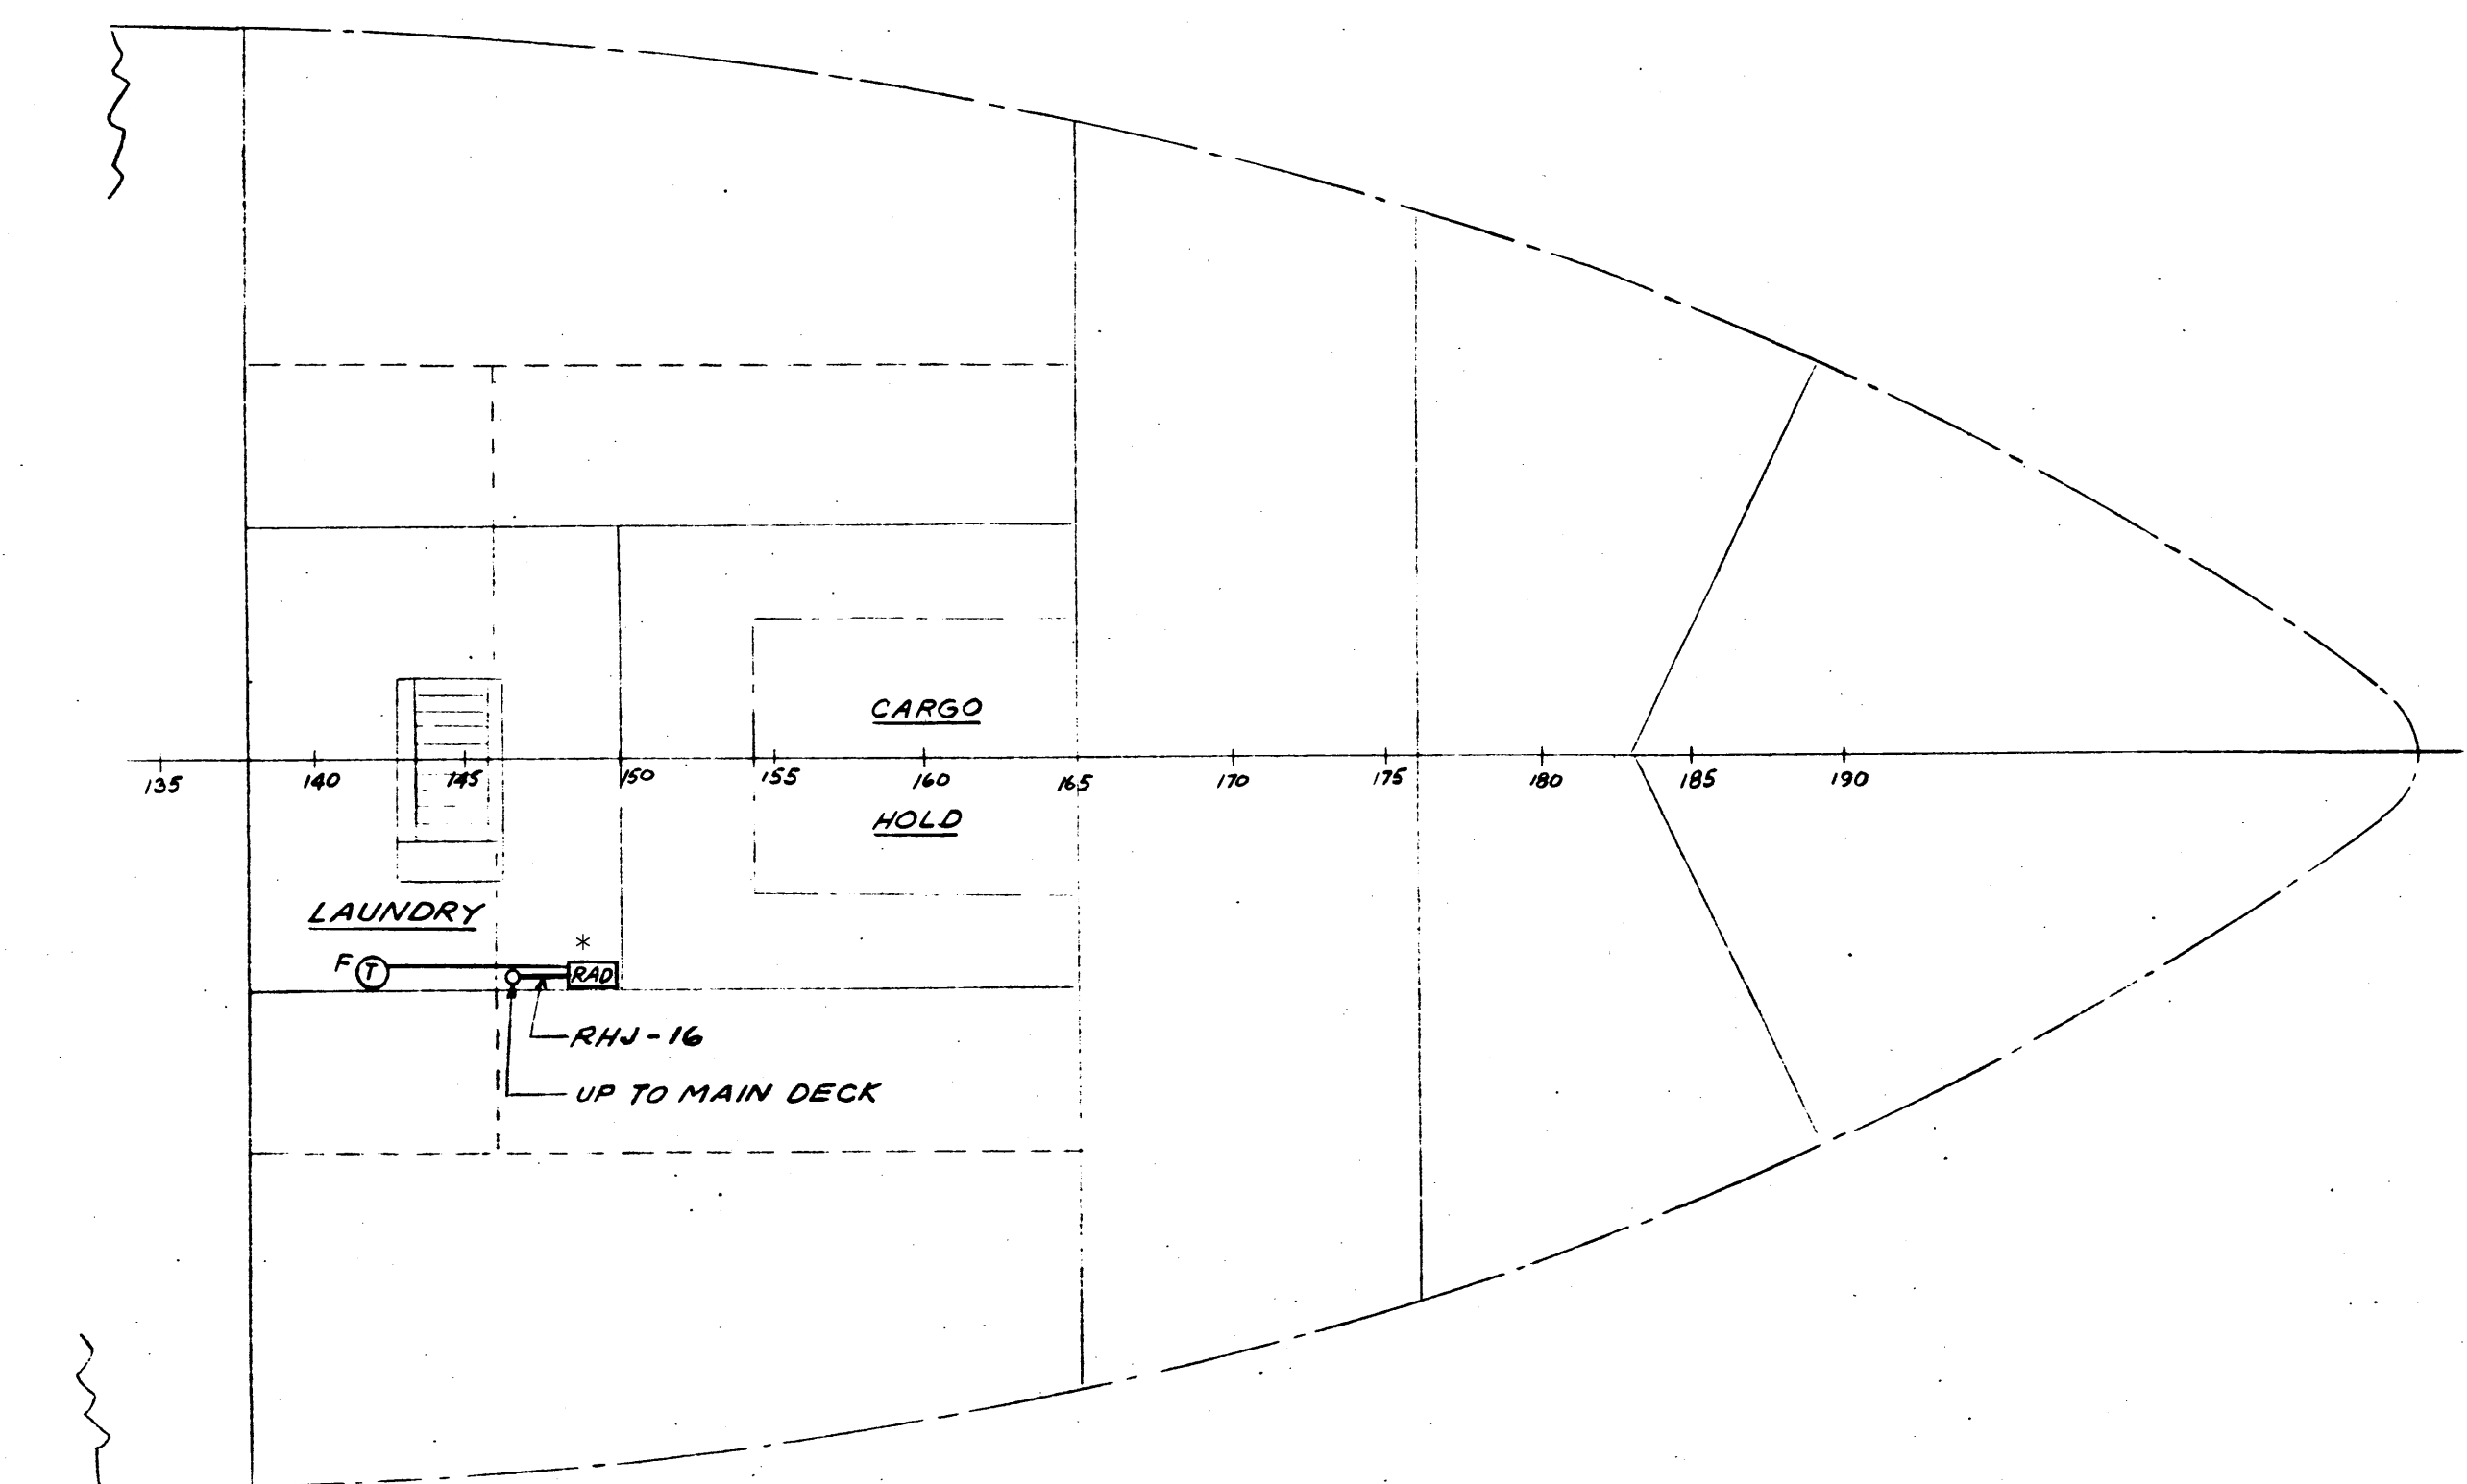 CARGO
135 140 145 150 155 160 165 170 175 180 185 190
HOLD
LAUNDRY
*
F T RAD
RHJ-16
UP TO MAIN DECK